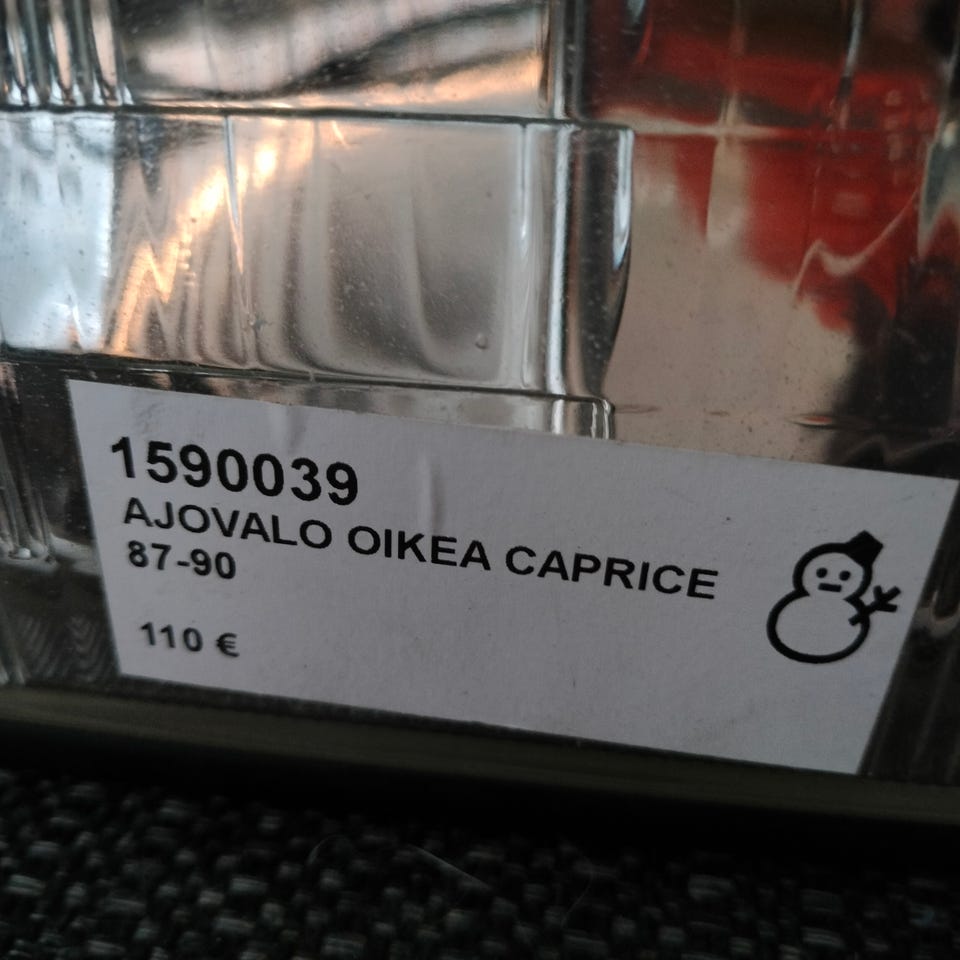 1590039
AJOVALO OIKEA CAPRICE
87-90
110 €